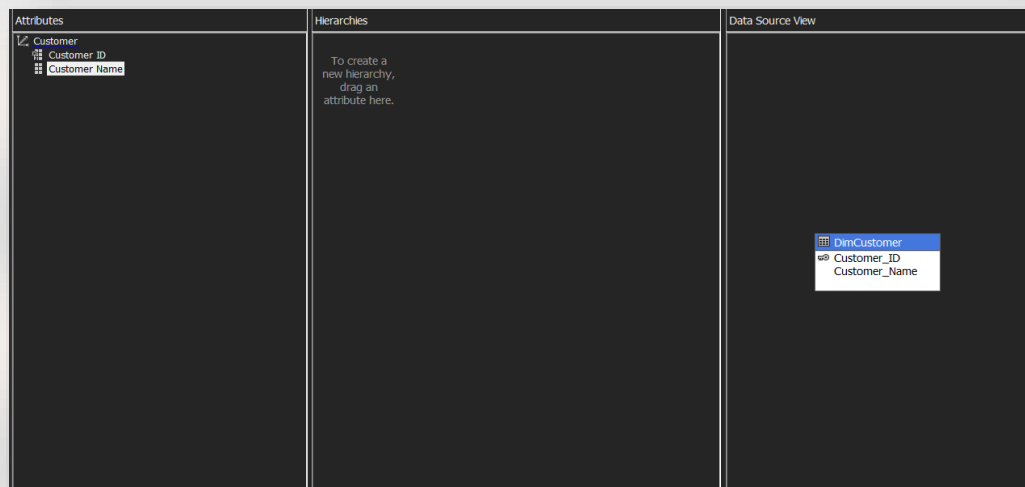 Attributes
Customer
Customer ID
Customer Name
Hierarchies
To create a
new hierarchy,
drag an
attribute here.
Data Source View
DimCustomer
Customer_ID
Customer_Name